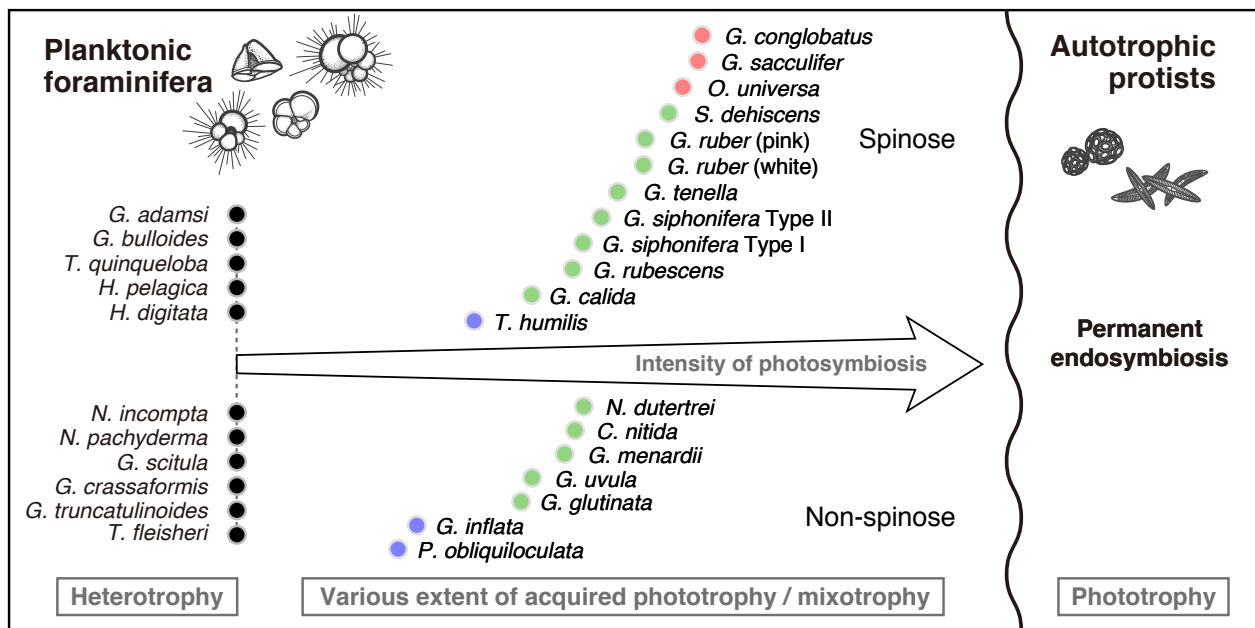 Planktonic
foraminifera
G. conglobatus
G. sacculifer
O. universa
S. dehiscens
G. ruber (pink)
G. ruber (white)
G. tenella
G. siphonifera Type II
G. siphonifera Type I
G. rubescens
G. calida
T. humilis
Spinose
Autotrophic
protists
G. adamsi
G. bulloides
T. quinqueloba
H. pelagica
H. digitata
Intensity of photosymbiosis
Permanent
endosymbiosis
N. incompta
N. pachyderma
G. scitula
G. crassaformis
G. truncatulinoides
T. fleisheri
N. dutertrei
C. nitida
G. menardii
G. uvula
G. glutinata
G. inflata
P. obliquiloculata
Non-spinose
Heterotrophy
Various extent of acquired phototrophy / mixotrophy
Phototrophy